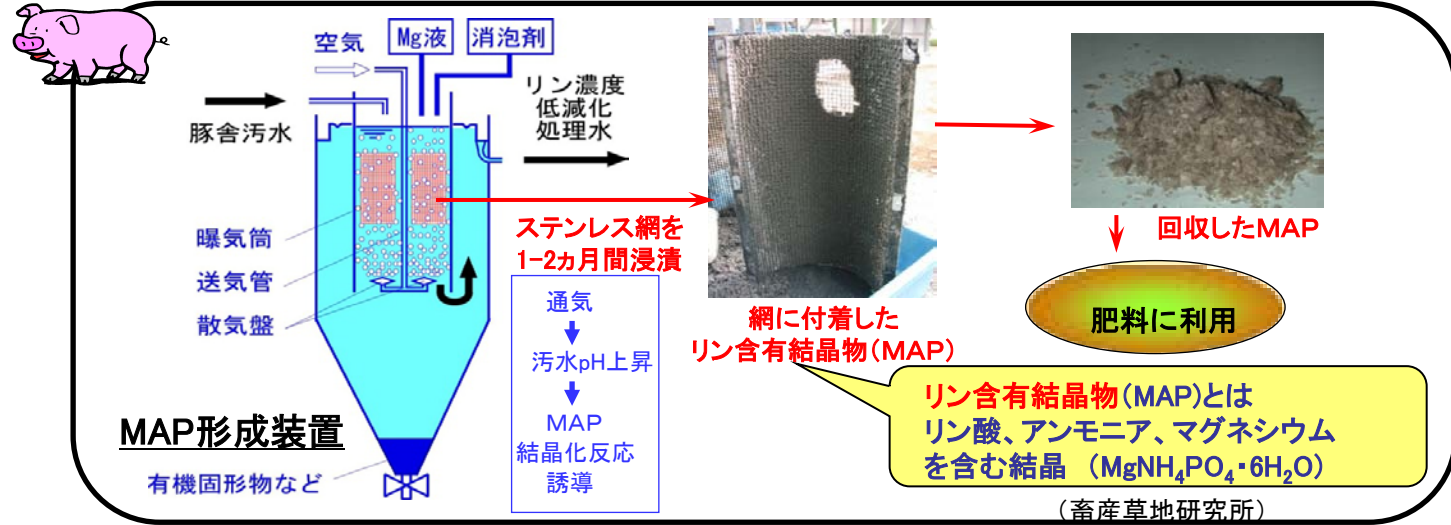 空気
Mg液
消泡剤
豚舎汚水
リン濃度
低減化
処理水
曝気筒
送気管
散気盤
MAP形成装置
有機固形物など
ステンレス網を
1-2ヵ月間浸漬
通気
汚水pH上昇
MAP
結晶化反応
誘導
網に付着した
リン含有結晶物(MAP)
回収したMAP
肥料に利用
リン含有結晶物(MAP)とは
リン酸、アンモニア、マグネシウム
を含む結晶 (MgNH₄PO₄・6H₂O)
(畜産草地研究所)